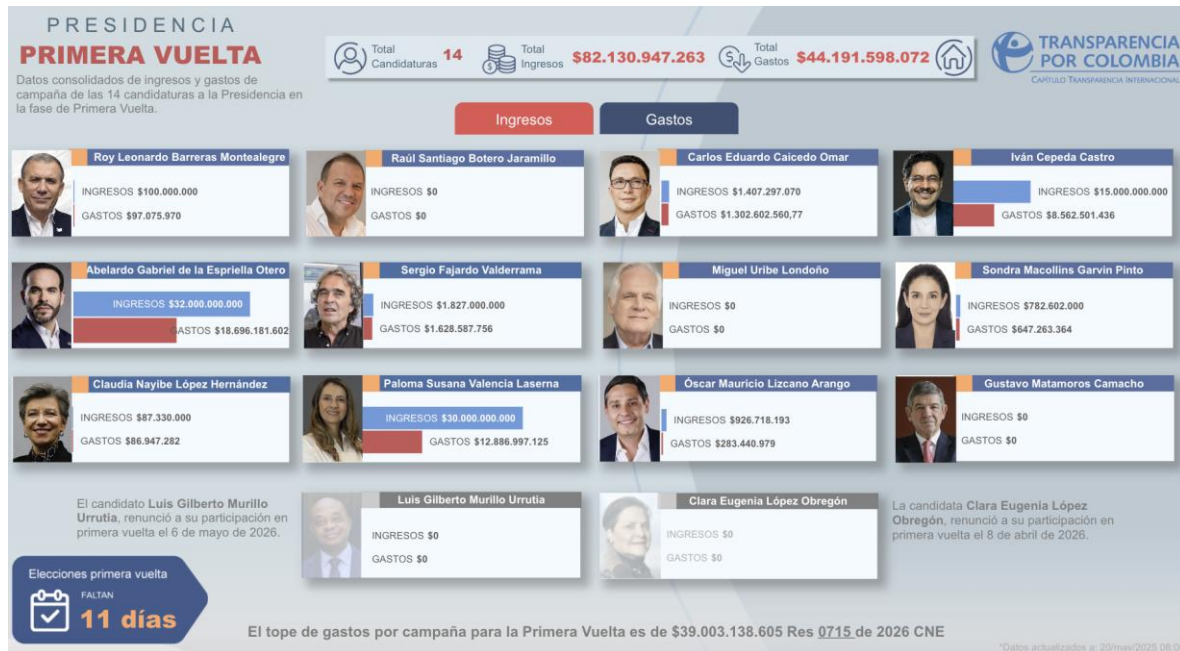 PRESIDENCIA
PRIMERA VUELTA
Datos consolidados de ingresos y gastos de
campaña de las 14 candidaturas a la Presidencia en
la fase de Primera Vuelta.
Total
Candidaturas 14
Total
Ingresos $82.130.947.263
Total
Gastos $44.191.598.072
TRANSPARENCIA
POR COLOMBIA
CAPÍTULO TRANSPARENCIA INTERNACIONAL
Ingresos
Gastos
Roy Leonardo Barreras Montealegre
INGRESOS $100.000.000
GASTOS $97.075.970
Raúl Santiago Botero Jaramillo
INGRESOS $0
GASTOS $0
Carlos Eduardo Caicedo Omar
INGRESOS $1.407.297.070
GASTOS $1.302.602.560,77
Iván Cepeda Castro
INGRESOS $15.000.000.000
GASTOS $8.562.501.436
Abelardo Gabriel de la Espriella Otero
INGRESOS $32.000.000.000
GASTOS $18.696.181.602
Sergio Fajardo Valderrama
INGRESOS $1.827.000.000
GASTOS $1.628.587.756
Miguel Uribe Londoño
INGRESOS $0
GASTOS $0
Sondra Macollins Garvin Pinto
INGRESOS $782.602.000
GASTOS $647.263.364
Claudia Nayibe López Hernández
INGRESOS $87.330.000
GASTOS $86.947.282
Paloma Susana Valencia Laserna
INGRESOS $30.000.000.000
GASTOS $12.886.997.125
Óscar Mauricio Lizcano Arango
INGRESOS $926.718.193
GASTOS $283.440.979
Gustavo Matamoros Camacho
INGRESOS $0
GASTOS $0
El candidato Luis Gilberto Murillo
Urrutia, renunció a su participación en
primera vuelta el 6 de mayo de 2026.
Luis Gilberto Murillo Urrutia
INGRESOS $0
GASTOS $0
Clara Eugenia López Obregón
INGRESOS $0
GASTOS $0
La candidata Clara Eugenia López
Obregón, renunció a su participación en
primera vuelta el 8 de abril de 2026.
Elecciones primera vuelta
FALTAN
11 días
El tope de gastos por campaña para la Primera Vuelta es de $39.003.138.605 Res 0715 de 2026 CNE
*Datos actualizados a: 20/may/2025